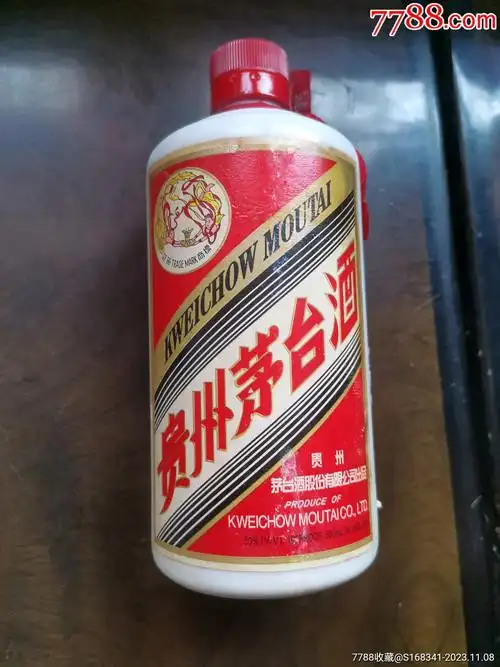 7788.com
TRADE MARK
KWEICHOW MOUTAI
贵州茅台酒
贵州
茅台酒股份有限公司出品
PRODUCE OF
KWEICHOW MOUTAI CO., LTD.
7788收藏@S168341-2023.11.08